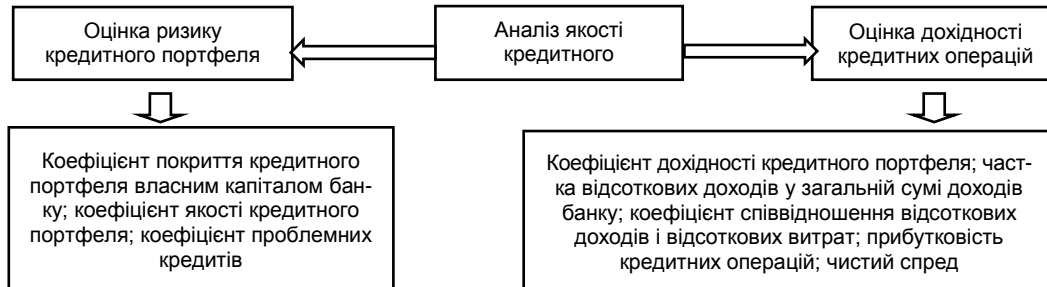 Оцінка ризику
кредитного портфеля
Аналіз якості
кредитного
Оцінка дохідності
кредитних операцій
Коефіцієнт покриття кредитного
портфеля власним капіталом бан-
ку; коефіцієнт якості кредитного
портфеля; коефіцієнт проблемних
кредитів
Коефіцієнт дохідності кредитного портфеля; част-
ка відсоткових доходів у загальній сумі доходів
банку; коефіцієнт співвідношення відсоткових
доходів і відсоткових витрат; прибутковість
кредитних операцій; чистий спред